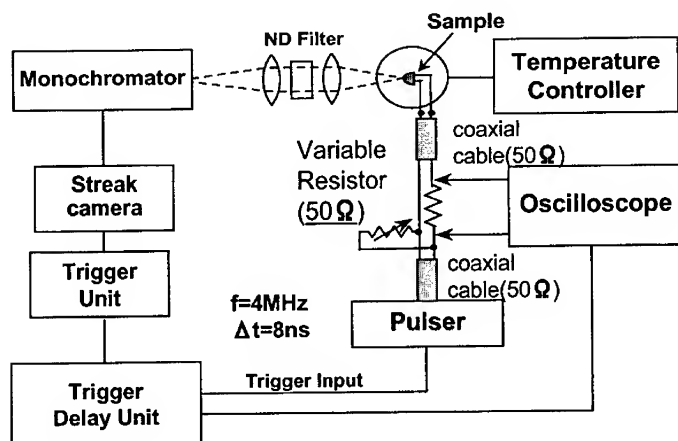 ND Filter
Sample
Monochromator
Temperature
Controller
coaxial
cable(50Ω)
Variable
Resistor
(50Ω)
Streak
camera
Oscilloscope
Trigger
Unit
coaxial
cable(50Ω)
f=4MHz
Δt=8ns
Pulser
Trigger Input
Trigger
Delay Unit